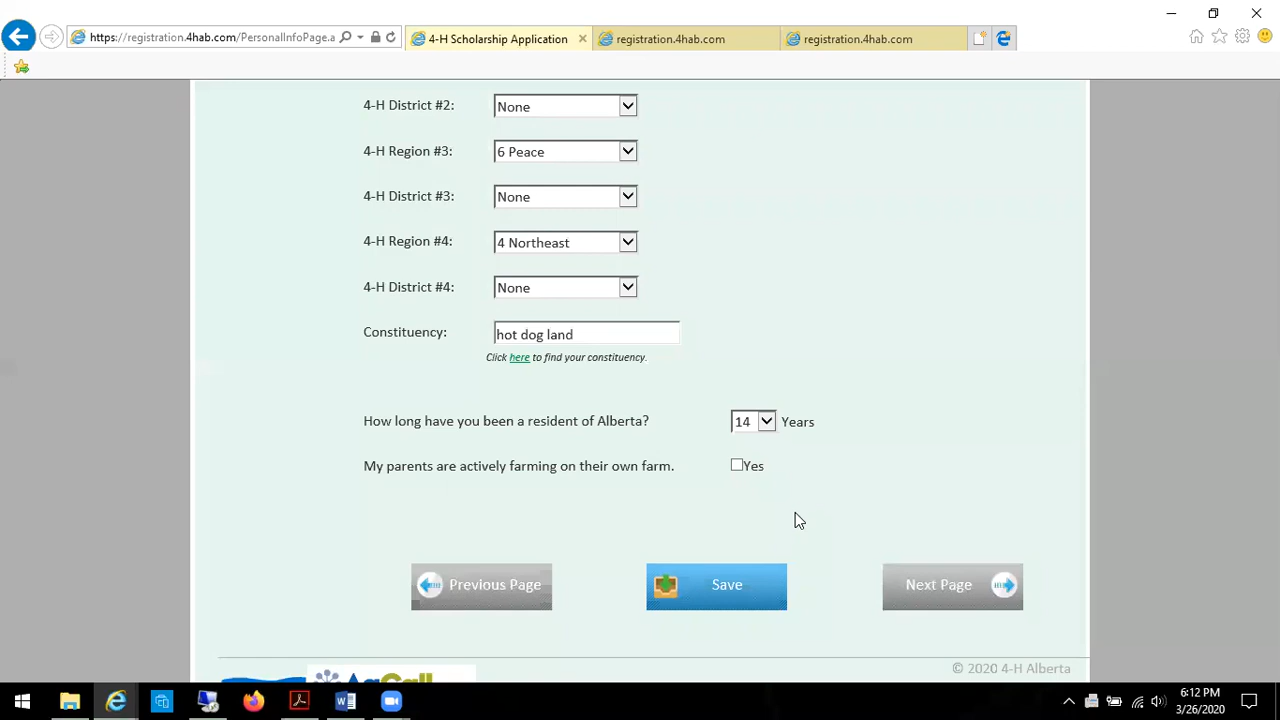 https://registration.4hab.com/PersonalInfoPage.a
4-H Scholarship Application
registration.4hab.com
registration.4hab.com
4-H District #2: None
4-H Region #3: 6 Peace
4-H District #3: None
4-H Region #4: 4 Northeast
4-H District #4: None
Constituency: hot dog land
Click here to find your constituency.
How long have you been a resident of Alberta? 14 Years
My parents are actively farming on their own farm. Yes
Previous Page Save Next Page
© 2020 4-H Alberta
AgCall
6:12 PM
3/26/2020